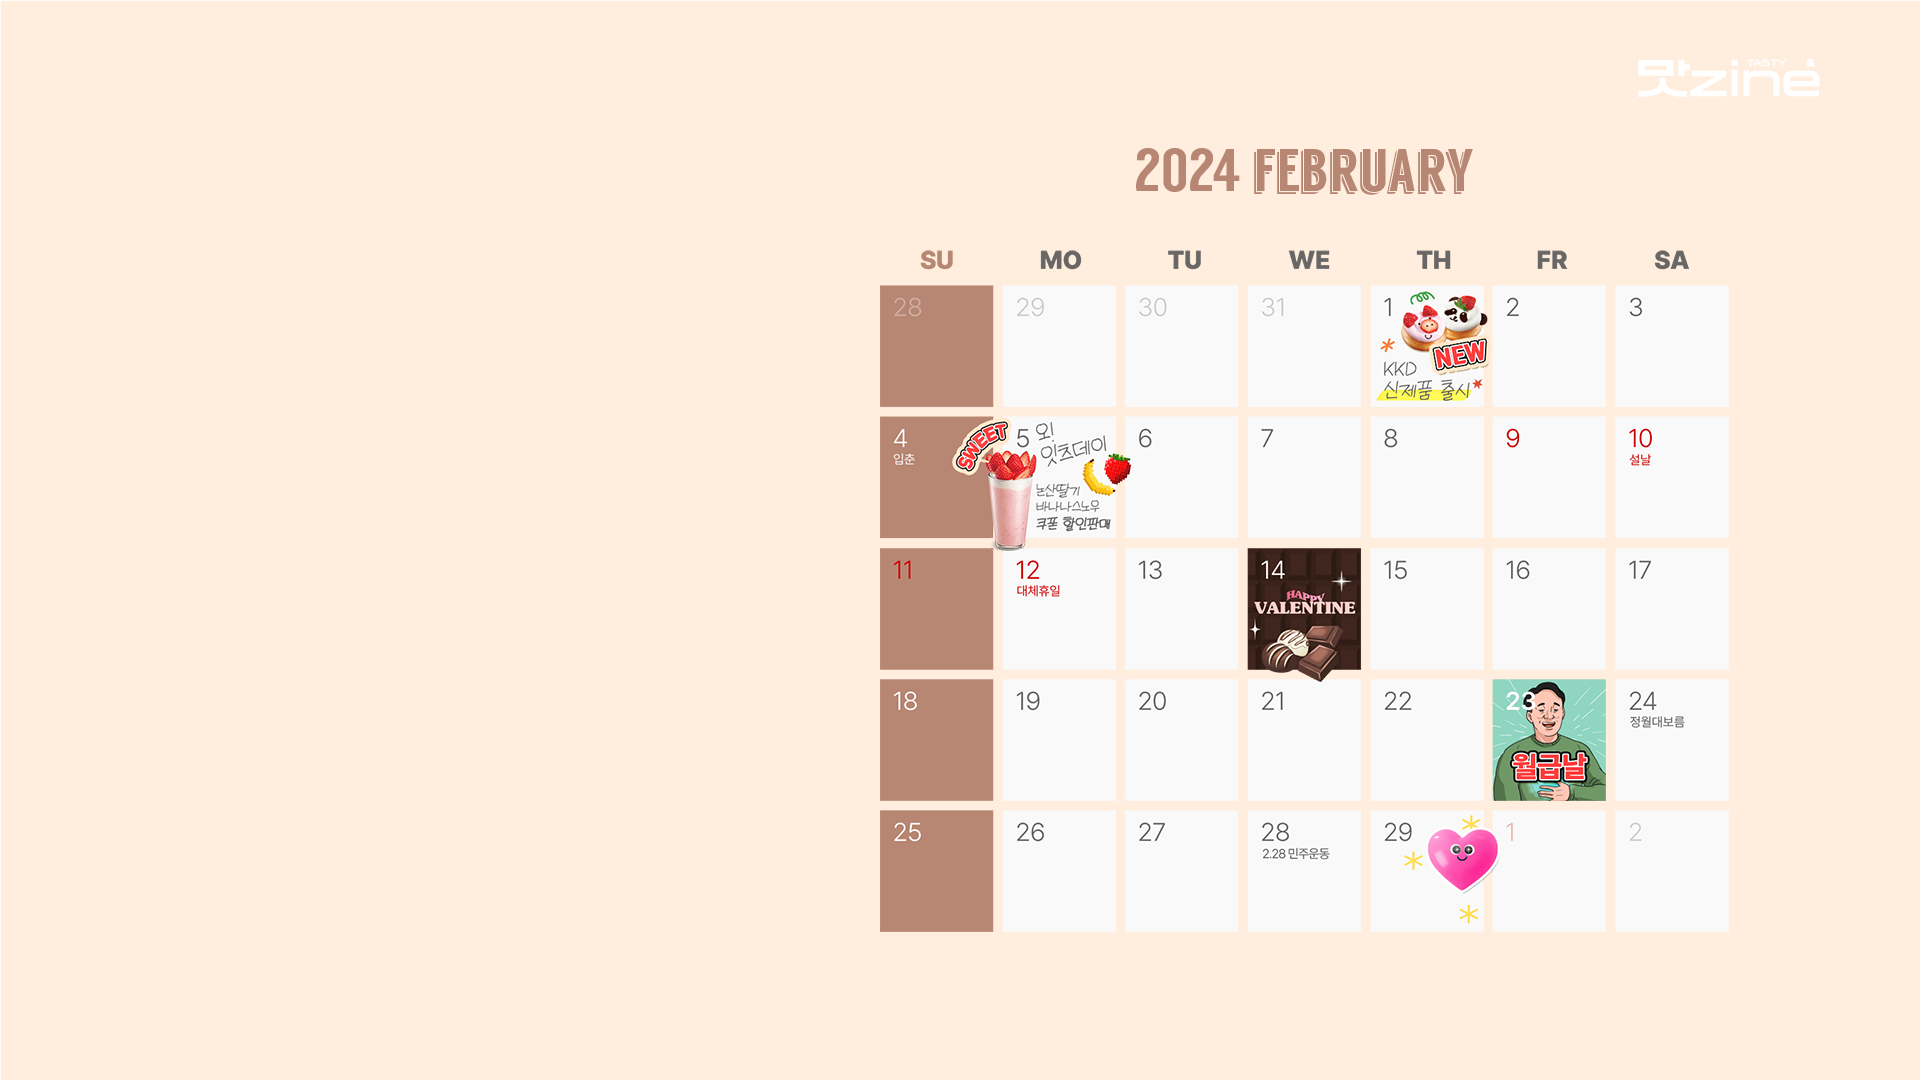 맛zine
TASTY
2024 FEBRUARY
SU MO TU WE TH FR SA
28 29 30 31 1 2 3
NEW
KKD
신제품 출시
4 5 6 7 8 9 10
입춘
설날
SWEET
오!
잇츠데이
논산딸기
바나나스노우
쿠폰 할인판매
11 12 13 14 15 16 17
대체휴일
HAPPY
VALENTINE
18 19 20 21 22 23 24
정월대보름
월급날
25 26 27 28 29 1 2
2.28 민주운동